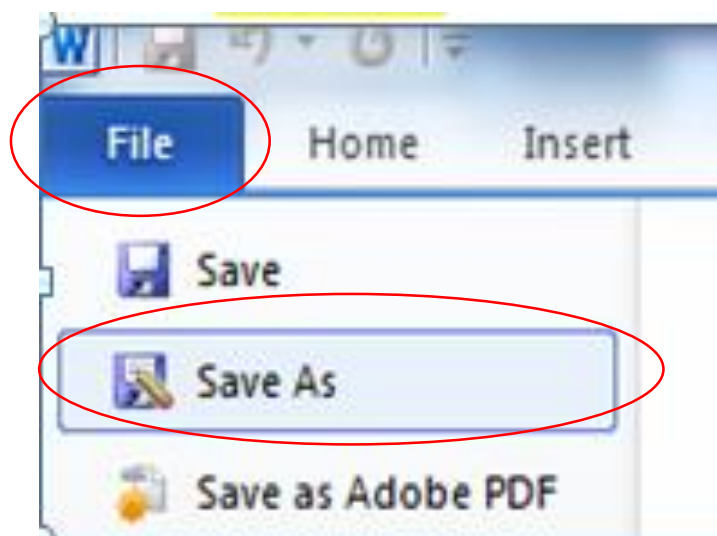 W
File Home Insert
Save
Save As
Save as Adobe PDF